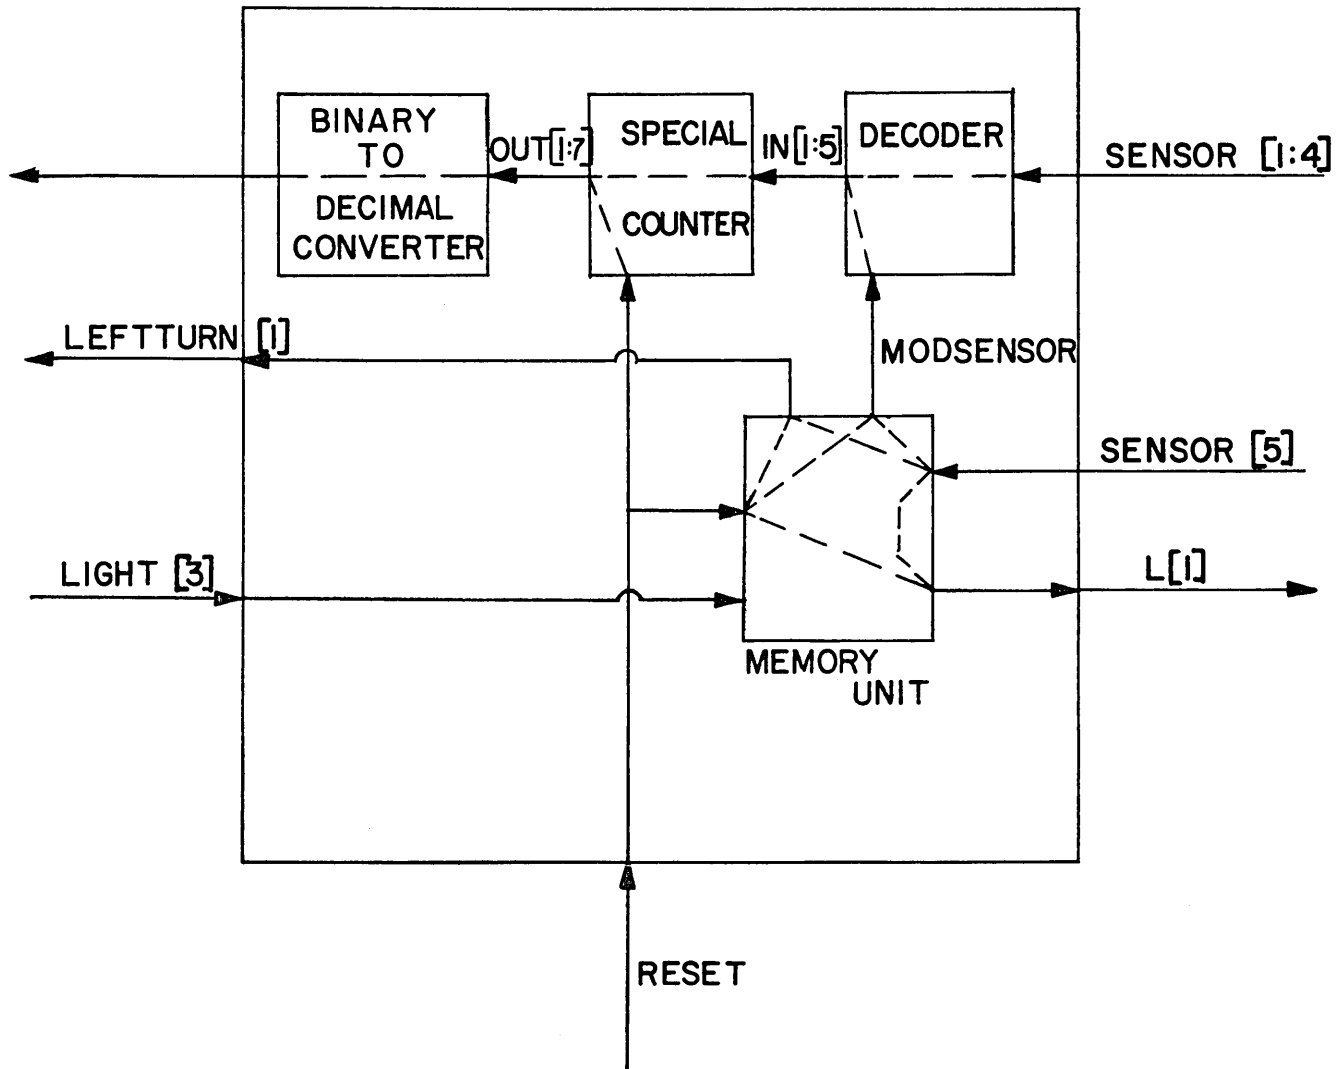 BINARY
TO
DECIMAL
CONVERTER
OUT[1:7]
SPECIAL
COUNTER
IN[1:5]
DECODER
SENSOR [1:4]
LEFTTURN [1]
MODSENSOR
SENSOR [5]
LIGHT [3]
L[1]
MEMORY
UNIT
RESET